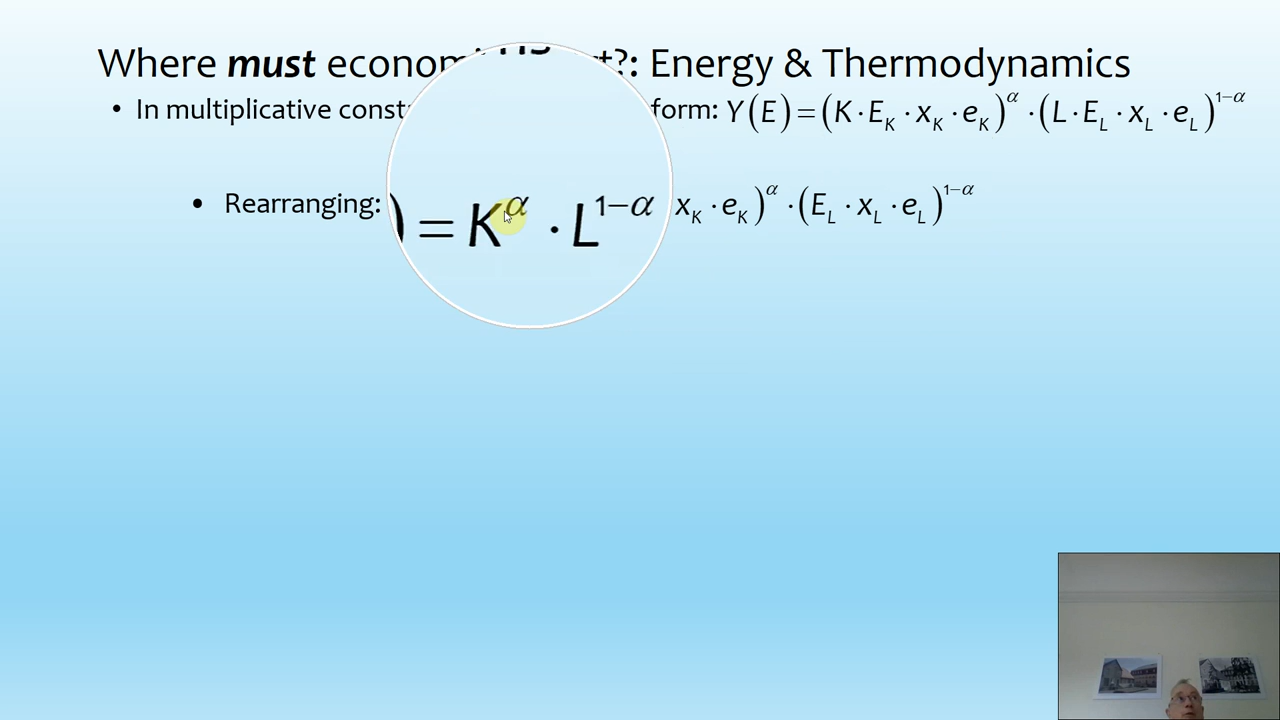 Where must econom t?: Energy & Thermodynamics
• In multiplicative const form: Y(E)=(K·E_K·x_K·e_K)^α·(L·E_L·x_L·e_L)^{1−α}
• Rearranging: )=K^α·L^{1−α} x_K·e_K)^α·(E_L·x_L·e_L)^{1−α}